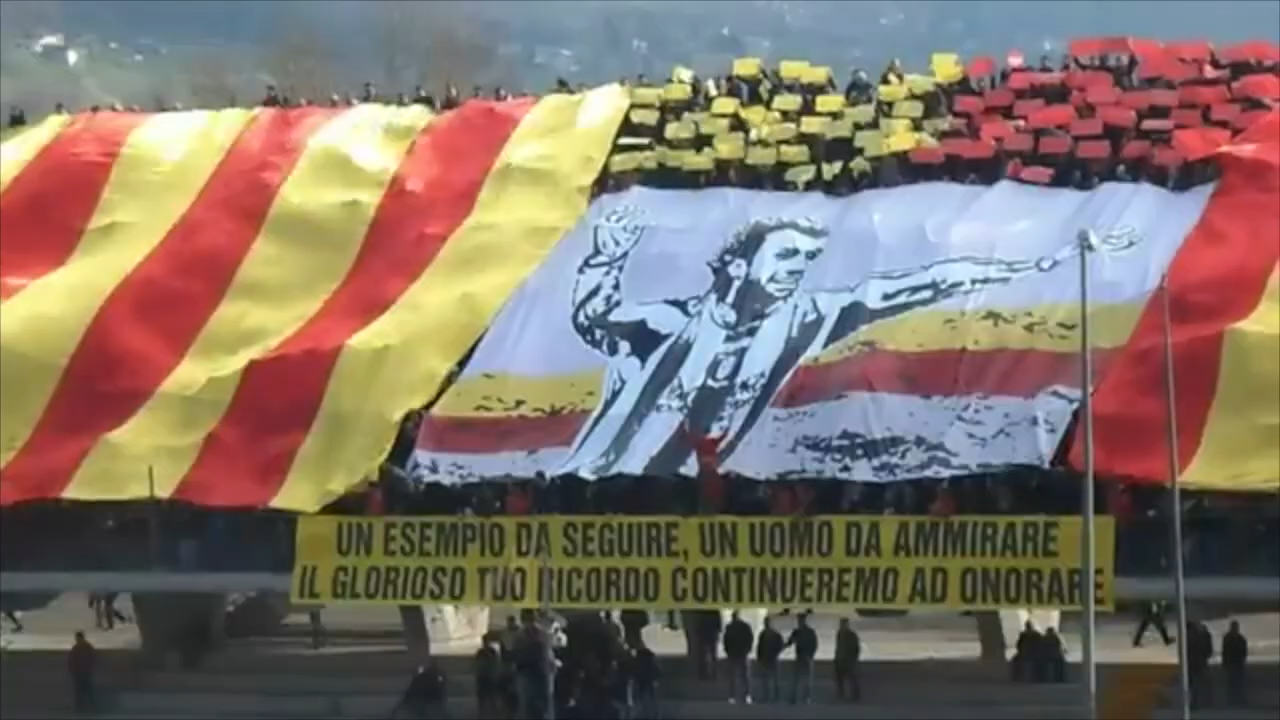 UN ESEMPIO DA SEGUIRE, UN UOMO DA AMMIRARE
IL GLORIOSO TUO RICORDO CONTINUEREMO AD ONORARE